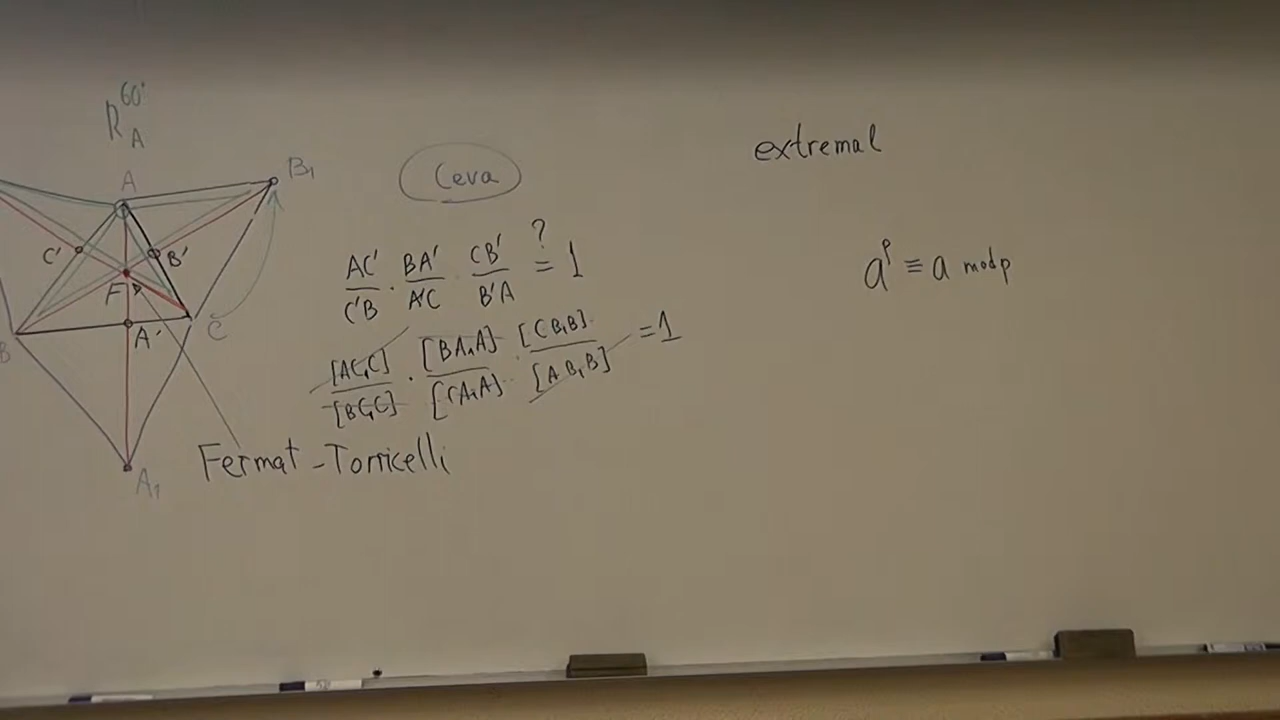 R_A^{60°}
A
B₁
C'
B'
F
B
A'
C
A₁
Ceva
AC'/C'B · BA'/A'C · CB'/B'A =? 1
[AC₁C]/[BC₁C] · [BA₁A]/[CA₁A] · [CB₁B]/[AB₁B] = 1
Fermat-Torricelli
extremal
a^p ≡ a mod p